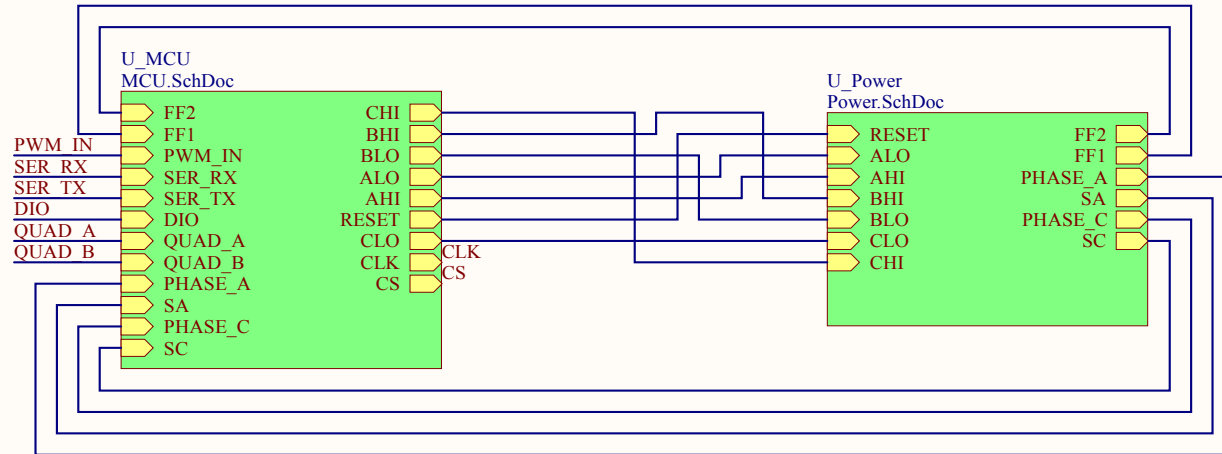 U_MCU
MCU.SchDoc
FF2
FF1
PWM_IN
SER_RX
SER_TX
DIO
QUAD_A
QUAD_B
PHASE_A
SA
PHASE_C
SC
CHI
BHI
BLO
ALO
AHI
RESET
CLO
CLK
CS
PWM_IN
SER_RX
SER_TX
DIO
QUAD_A
QUAD_B
CLK
CS
U_Power
Power.SchDoc
RESET
ALO
AHI
BHI
BLO
CLO
CHI
FF2
FF1
PHASE_A
SA
PHASE_C
SC